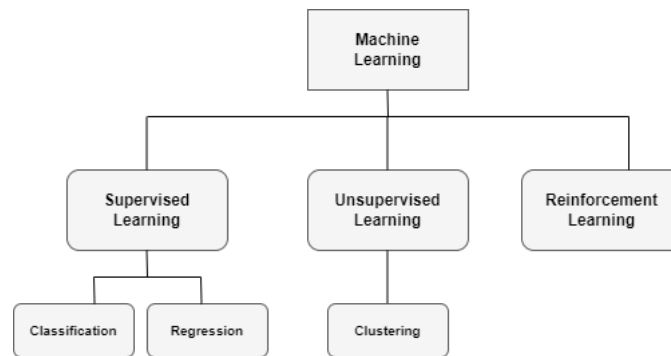 Machine
Learning
Supervised
Learning
Unsupervised
Learning
Reinforcement
Learning
Classification
Regression
Clustering